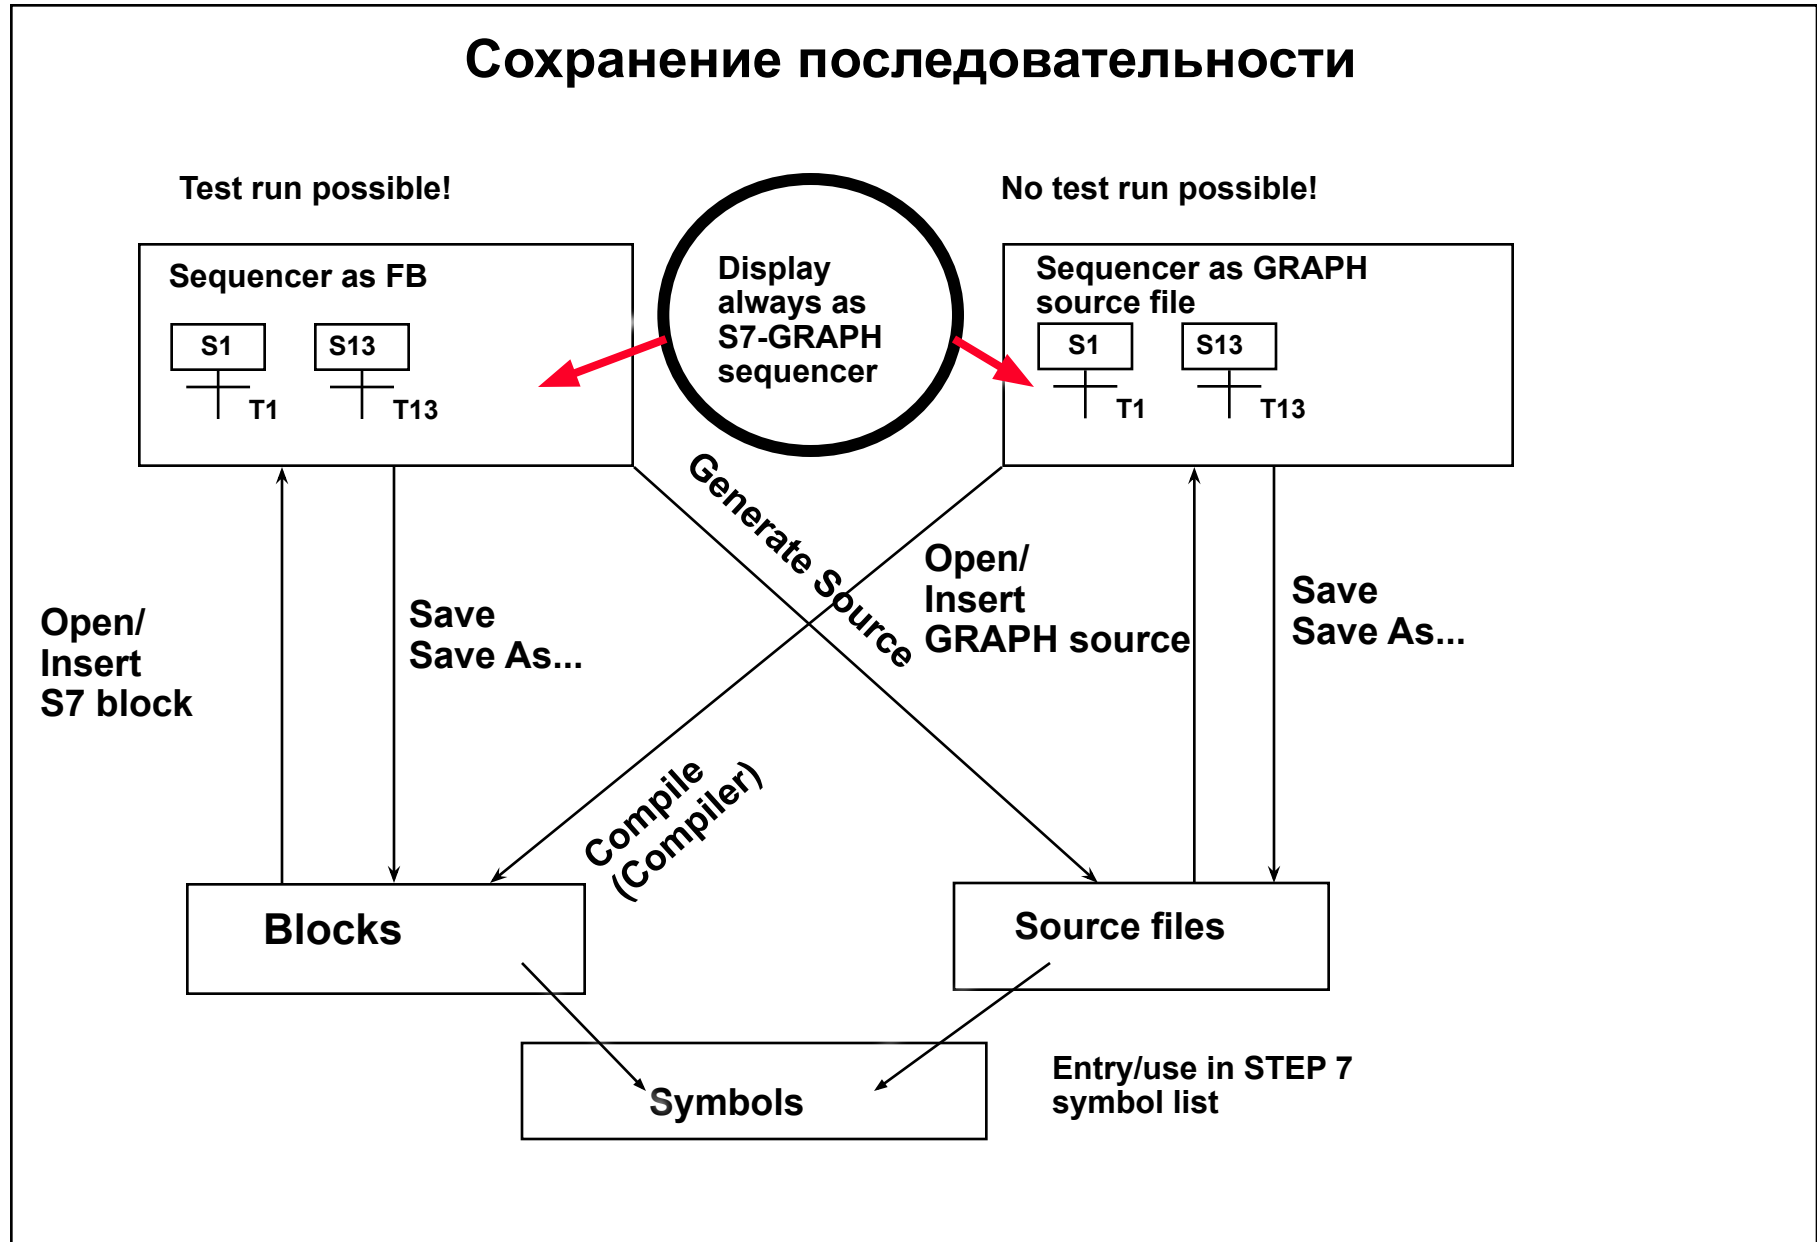 Сохранение последовательности
Test run possible!
No test run possible!
Sequencer as FB
S1
S13
T1
T13
Display
always as
S7-GRAPH
sequencer
Sequencer as GRAPH
source file
S1
S13
T1
T13
Generate Source
Open/
Insert
S7 block
Save
Save As...
Open/
Insert
GRAPH source
Save
Save As...
Compile
(Compiler)
Blocks
Source files
Symbols
Entry/use in STEP 7
symbol list